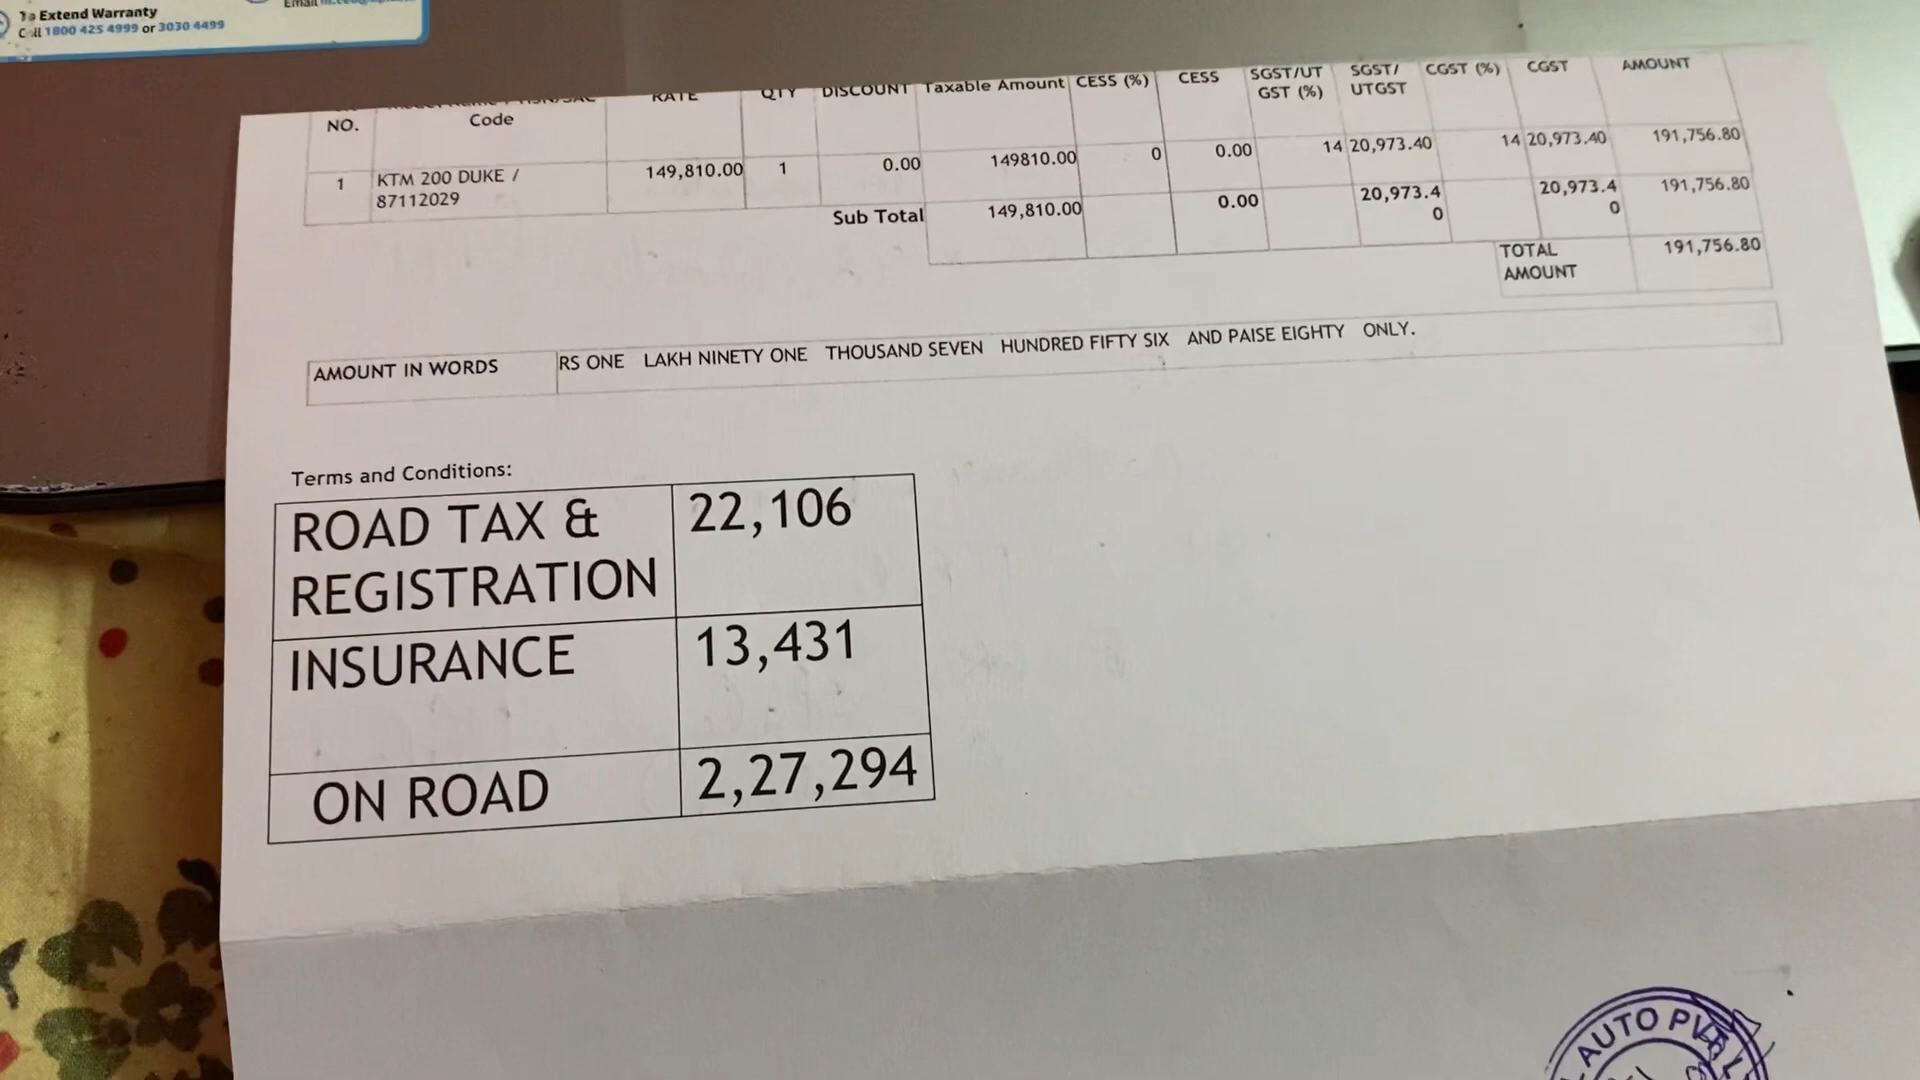 To Extend Warranty
Call 1800 425 4999 or 3030 4499
Email
NO. Code RATE QTY DISCOUNT Taxable Amount CESS (%) CESS SGST/UT GST (%) SGST/ UTGST CGST (%) CGST AMOUNT
1 KTM 200 DUKE / 149,810.00 1 0.00 149810.00 0 0.00 14 20,973.40 14 20,973.40 191,756.80
87112029
Sub Total 149,810.00 0.00 20,973.4 20,973.4 191,756.80
0 0
TOTAL 191,756.80
AMOUNT
AMOUNT IN WORDS RS ONE LAKH NINETY ONE THOUSAND SEVEN HUNDRED FIFTY SIX AND PAISE EIGHTY ONLY.
Terms and Conditions:
ROAD TAX & 22,106
REGISTRATION
INSURANCE 13,431
ON ROAD 2,27,294
AUTO PVT